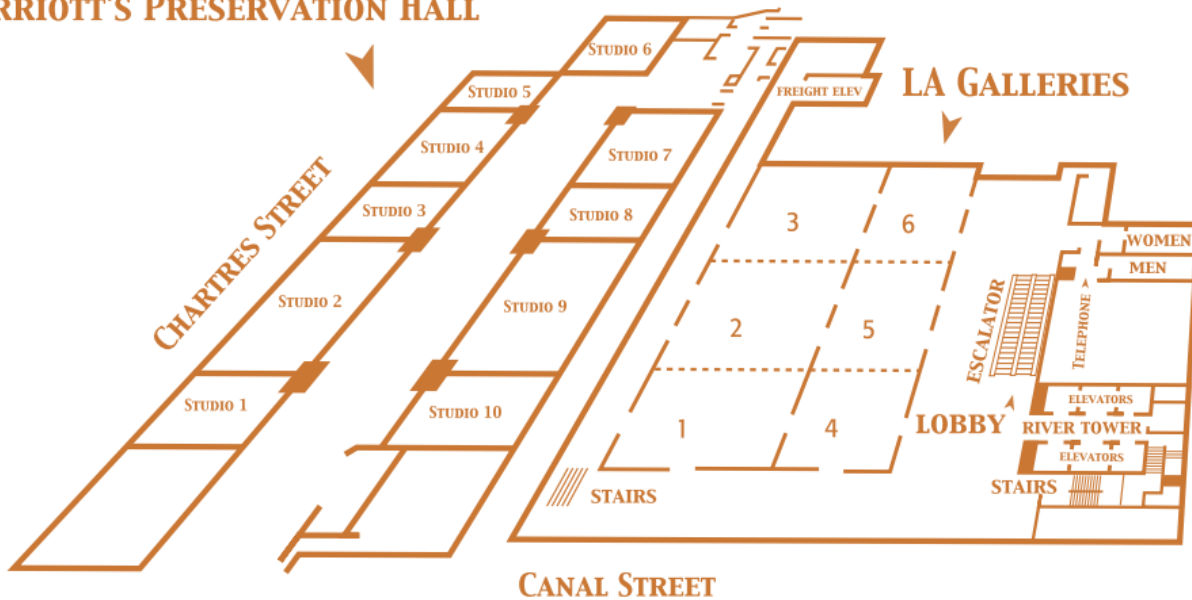 RRIOTT'S PRESERVATION HALL
STUDIO 6
STUDIO 5
FREIGHT ELEV
LA GALLERIES
STUDIO 4
STUDIO 7
STUDIO 3
STUDIO 8
3
6
WOMEN
MEN
CHARTRES STREET
STUDIO 2
STUDIO 9
2
5
ESCALATOR
TELEPHONE
STUDIO 1
STUDIO 10
1
4
LOBBY
ELEVATORS
RIVER TOWER
ELEVATORS
STAIRS
STAIRS
CANAL STREET